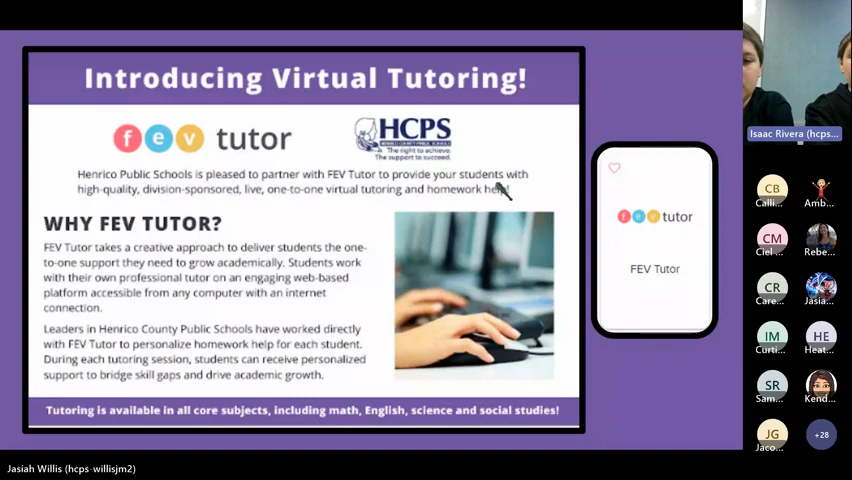 Introducing Virtual Tutoring!
fev tutor
HCPS
HENRICO COUNTY PUBLIC SCHOOLS
The right to achieve.
The support to succeed.
Henrico Public Schools is pleased to partner with FEV Tutor to provide your students with
high-quality, division-sponsored, live, one-to-one virtual tutoring and homework help!
WHY FEV TUTOR?
FEV Tutor takes a creative approach to deliver students the one-
to-one support they need to grow academically. Students work
with their own professional tutor on an engaging web-based
platform accessible from any computer with an internet
connection.
Leaders in Henrico County Public Schools have worked directly
with FEV Tutor to personalize homework help for each student.
During each tutoring session, students can receive personalized
support to bridge skill gaps and drive academic growth.
Tutoring is available in all core subjects, including math, English, science and social studies!
fev tutor
FEV Tutor
Isaac Rivera (hcps...
CB
Calli...
Amb...
CM
Ciel ...
Rebe...
CR
Care...
Jasia...
IM
Curti...
HE
Heat...
SR
Sam...
Kend...
JG
Jaco...
+28
Jasiah Willis (hcps-willisjm2)